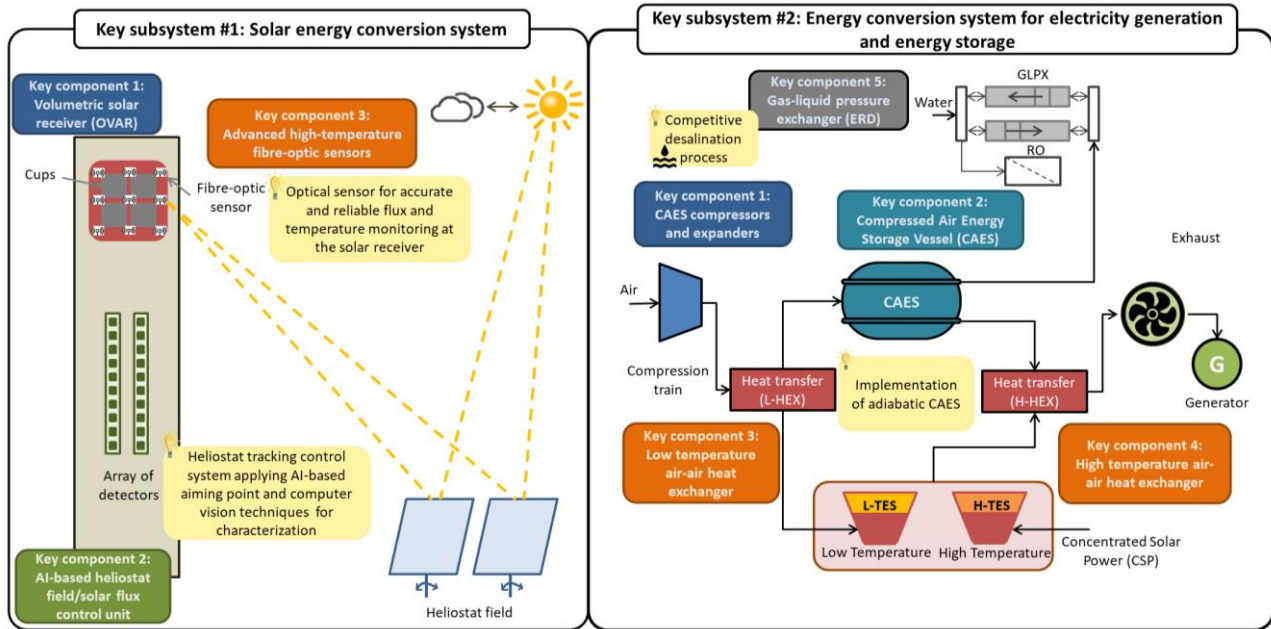 Key subsystem #1: Solar energy conversion system
Key component 1:
Volumetric solar
receiver (OVAR)
Key component 3:
Advanced high-temperature
fibre-optic sensors
Cups
Fibre-optic
sensor
Optical sensor for accurate
and reliable flux and
temperature monitoring at
the solar receiver
Array of
detectors
Heliostat tracking control
system applying AI-based
aiming point and computer
vision techniques for
characterization
Key component 2:
AI-based heliostat
field/solar flux
control unit
Heliostat field
Key subsystem #2: Energy conversion system for electricity generation
and energy storage
Key component 5:
Gas-liquid pressure
exchanger (ERD)
GLPX
Water
RO
Competitive
desalination
process
Key component 1:
CAES compressors
and expanders
Key component 2:
Compressed Air Energy
Storage Vessel (CAES)
Exhaust
Air
CAES
Compression
train
Heat transfer
(L-HEX)
Implementation
of adiabatic CAES
Heat transfer
(H-HEX)
G
Generator
Key component 3:
Low temperature
air-air heat
exchanger
Key component 4:
High temperature air-
air heat exchanger
L-TES
H-TES
Low Temperature
High Temperature
Concentrated Solar
Power (CSP)